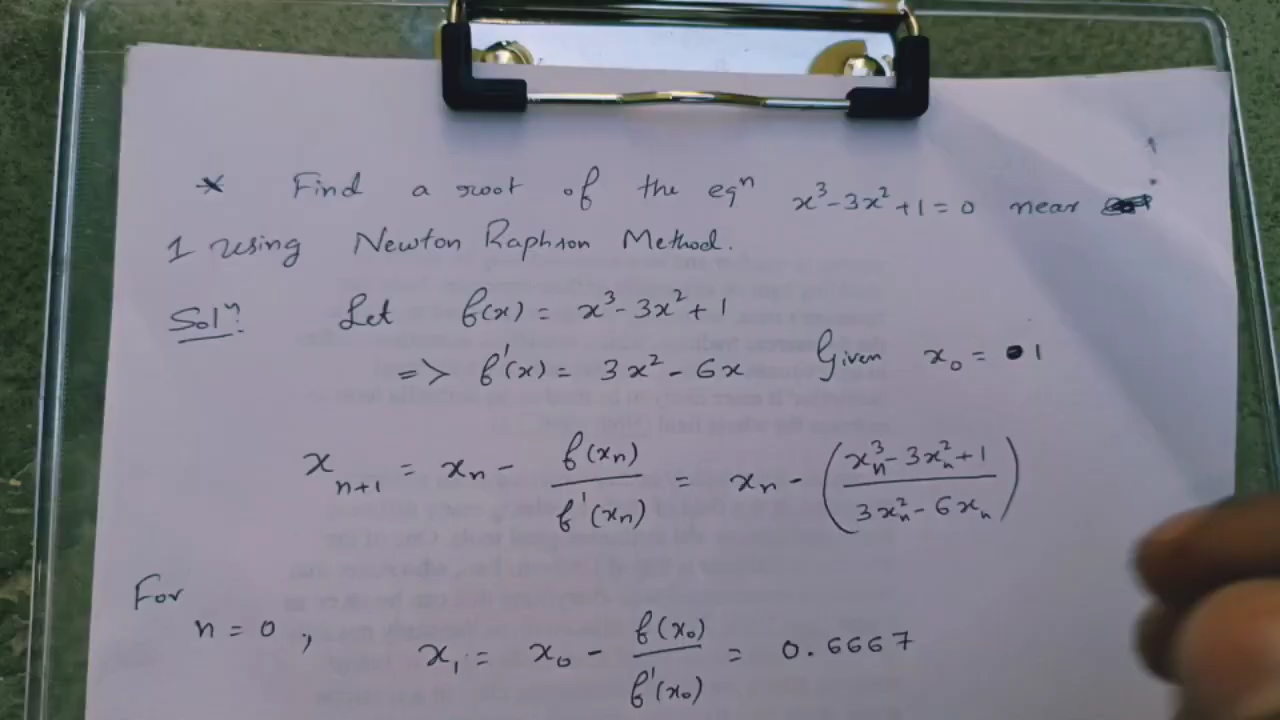 * Find a root of the eqⁿ x³-3x²+1=0 near
1 using Newton Raphson Method.
Solⁿ: Let f(x) = x³-3x²+1
=> f'(x) = 3x²-6x Given x₀ = 1
xₙ₊₁ = xₙ - f(xₙ)/f'(xₙ) = xₙ - ((xₙ³-3xₙ²+1)/(3xₙ²-6xₙ))
For
n = 0, x₁ = x₀ - f(x₀)/f'(x₀) = 0.6667